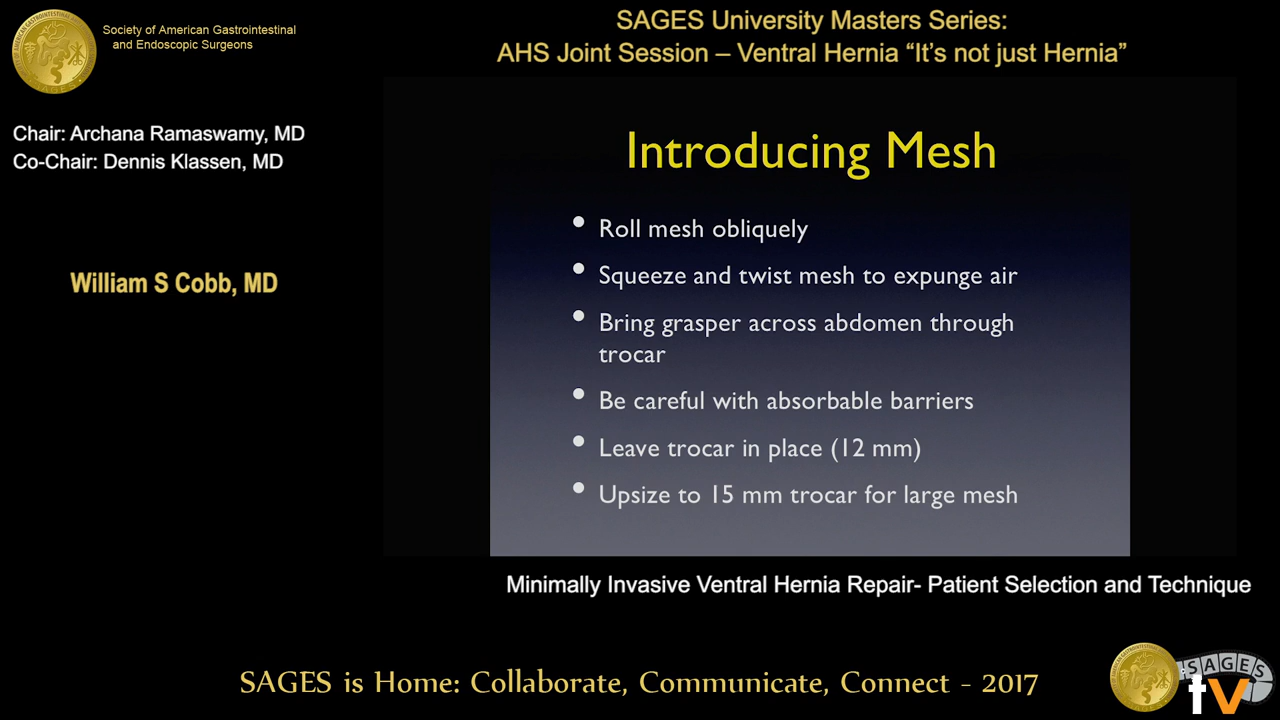 Society of American Gastrointestinal
and Endoscopic Surgeons
SAGES University Masters Series:
AHS Joint Session – Ventral Hernia “It’s not just Hernia”
Chair: Archana Ramaswamy, MD
Co-Chair: Dennis Klassen, MD
William S Cobb, MD
Introducing Mesh
• Roll mesh obliquely
• Squeeze and twist mesh to expunge air
• Bring grasper across abdomen through
trocar
• Be careful with absorbable barriers
• Leave trocar in place (12 mm)
• Upsize to 15 mm trocar for large mesh
Minimally Invasive Ventral Hernia Repair- Patient Selection and Technique
SAGES is Home: Collaborate, Communicate, Connect - 2017
SAGES
tv